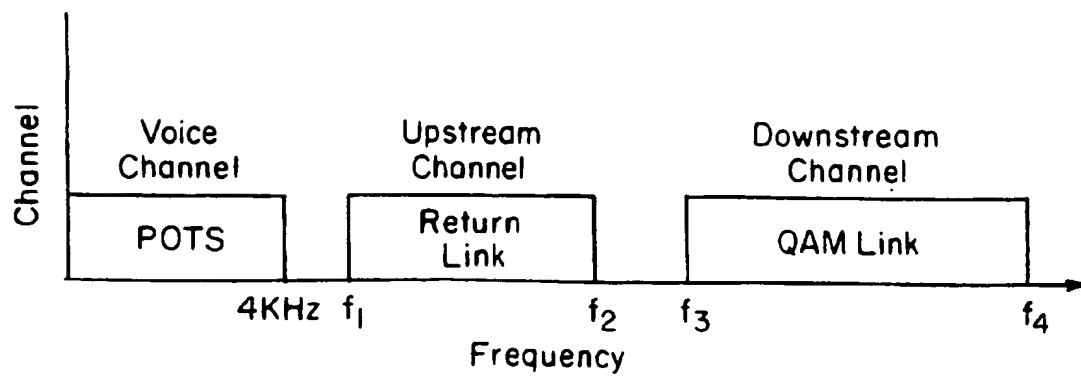 Channel
Voice
Channel
POTS
Upstream
Channel
Return
Link
Downstream
Channel
QAM Link
4KHz
f1
f2
f3
f4
Frequency